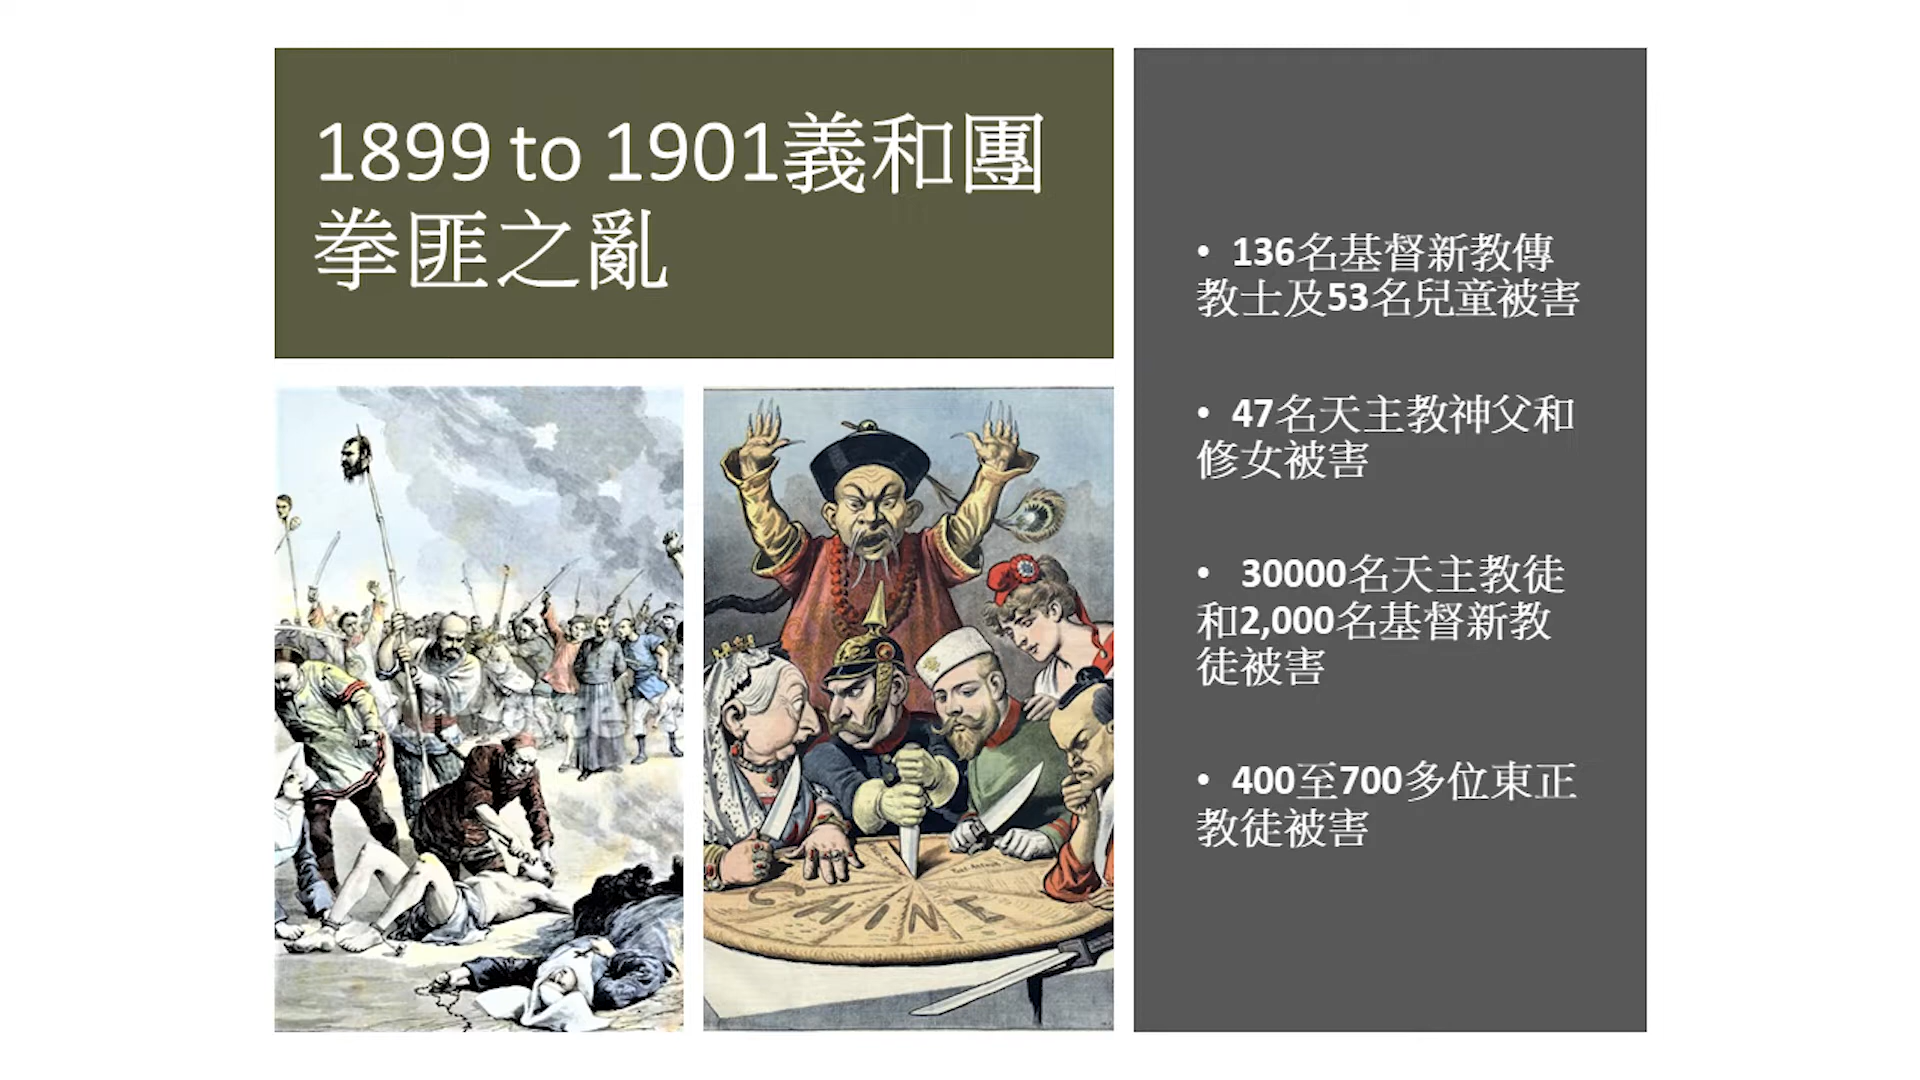 1899 to 1901義和團
拳匪之亂
• 136名基督新教傳
教士及53名兒童被害
• 47名天主教神父和
修女被害
• 30000名天主教徒
和2,000名基督新教
徒被害
• 400至700多位東正
教徒被害
CHINE